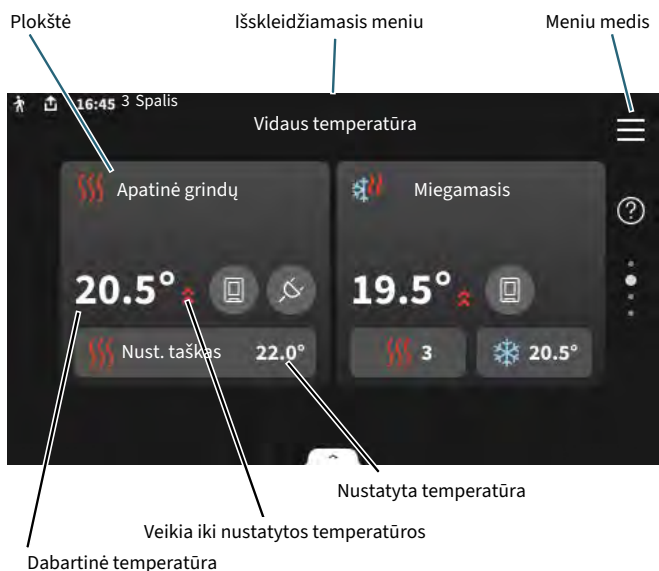 Plokštė
Išskleidžiamasis meniu
Meniu medis
16:45 3 Spalis
Vidaus temperatūra
Apatinė grindų
Miegamasis
20.5°
19.5°
Nust. taškas 22.0°
3
20.5°
Nustatyta temperatūra
Veikia iki nustatytos temperatūros
Dabartinė temperatūra